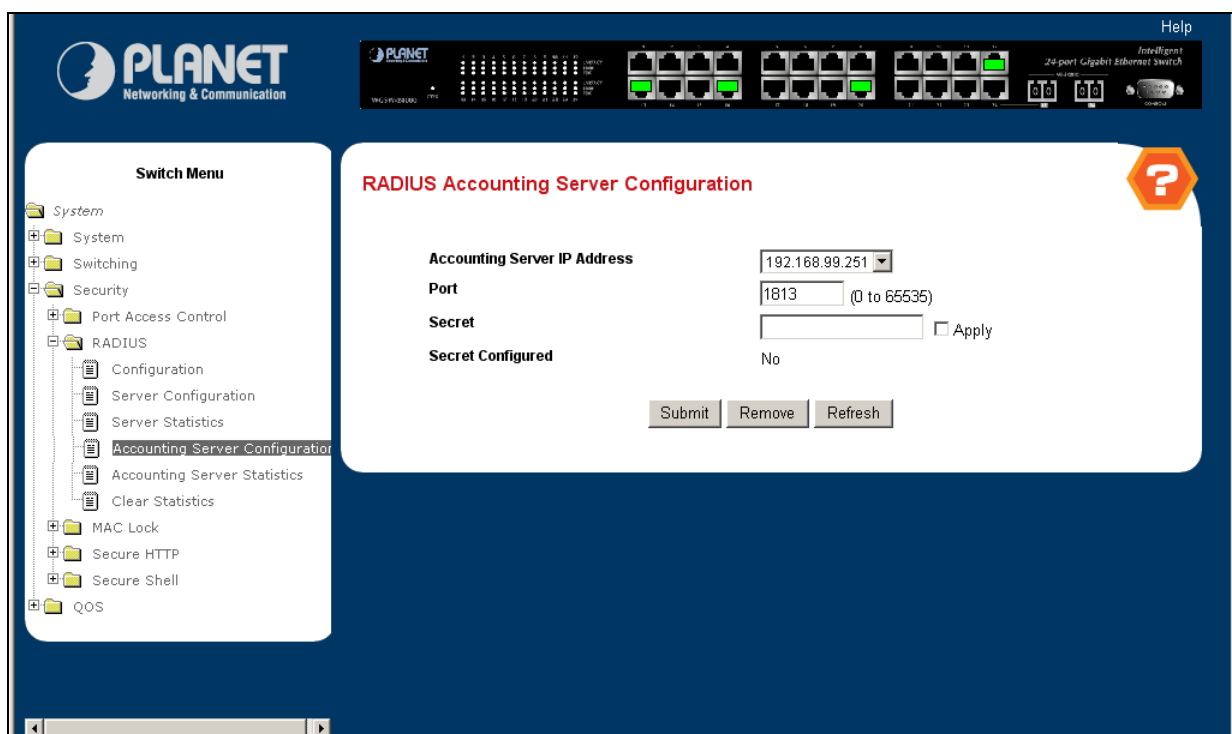 Help
PLANET
Networking & Communication
PLANET
Intelligent
24-port Gigabit Ethernet Switch
Switch Menu
System
System
Switching
Security
Port Access Control
RADIUS
Configuration
Server Configuration
Server Statistics
Accounting Server Configuration
Accounting Server Statistics
Clear Statistics
MAC Lock
Secure HTTP
Secure Shell
QOS
RADIUS Accounting Server Configuration
?
Accounting Server IP Address 192.168.99.251
Port 1813 (0 to 65535)
Secret Apply
Secret Configured No
Submit Remove Refresh